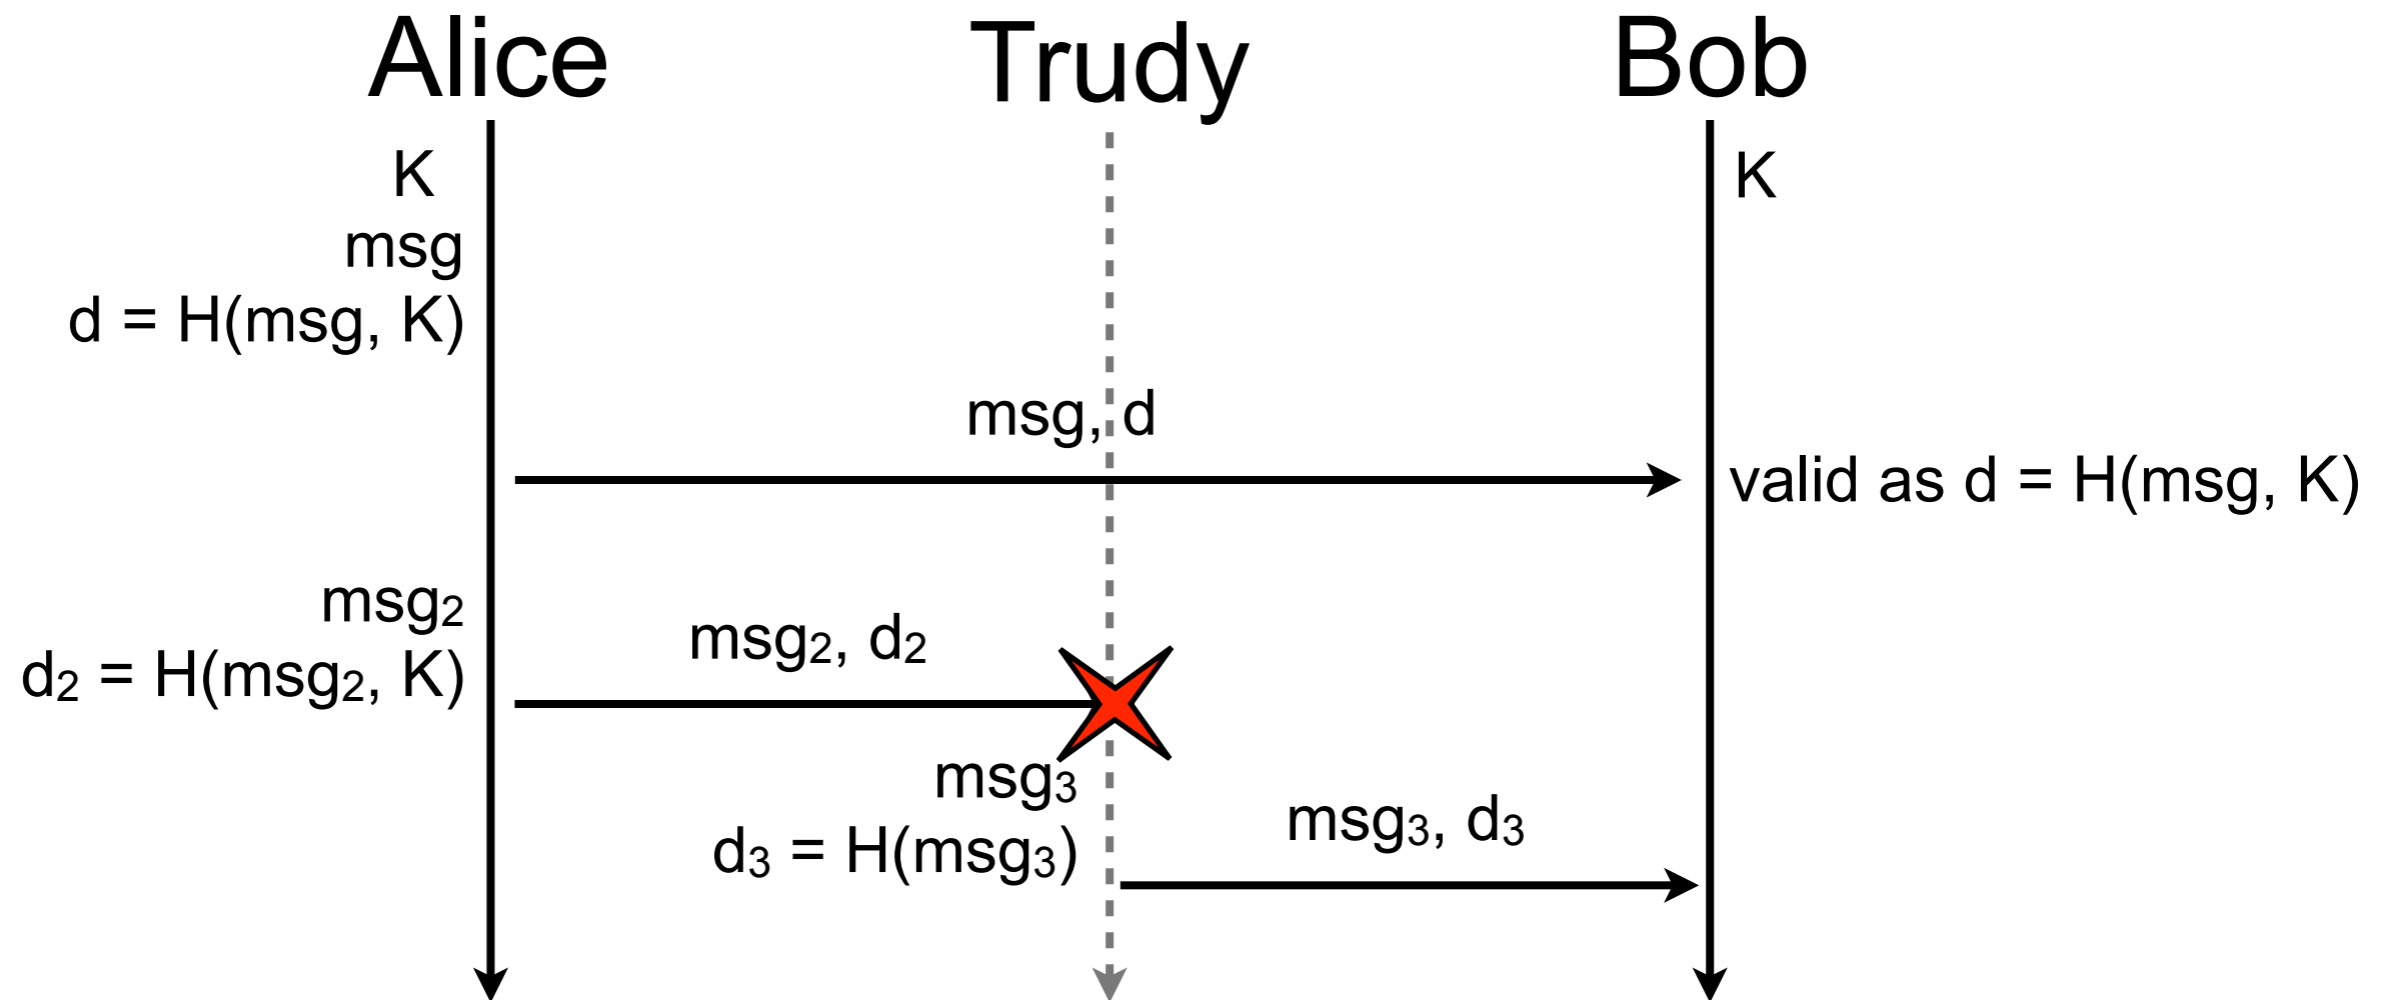 Alice Trudy Bob
K K
msg
d = H(msg, K)
msg, d
valid as d = H(msg, K)
msg₂
msg₂, d₂
d₂ = H(msg₂, K)
msg₃
msg₃, d₃
d₃ = H(msg₃)